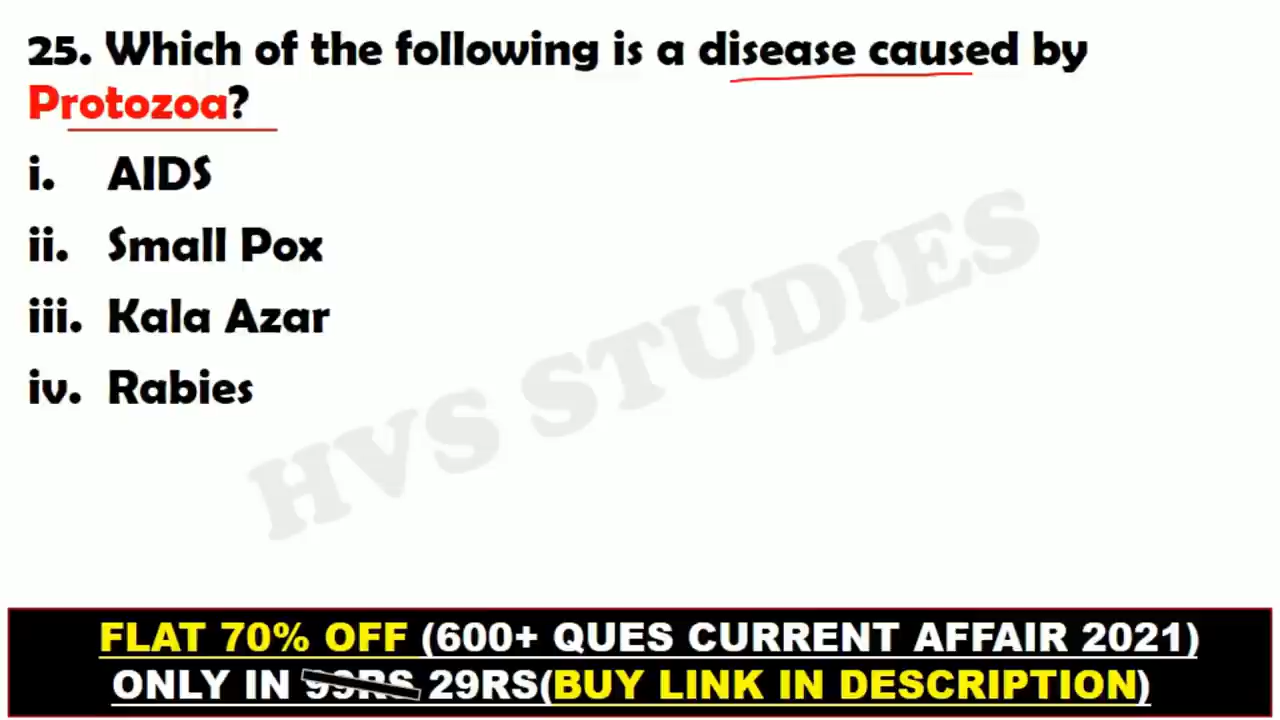 25. Which of the following is a disease caused by
Protozoa?
i. AIDS
ii. Small Pox
iii. Kala Azar
iv. Rabies
HVS STUDIES
FLAT 70% OFF (600+ QUES CURRENT AFFAIR 2021)
ONLY IN 99RS 29RS(BUY LINK IN DESCRIPTION)